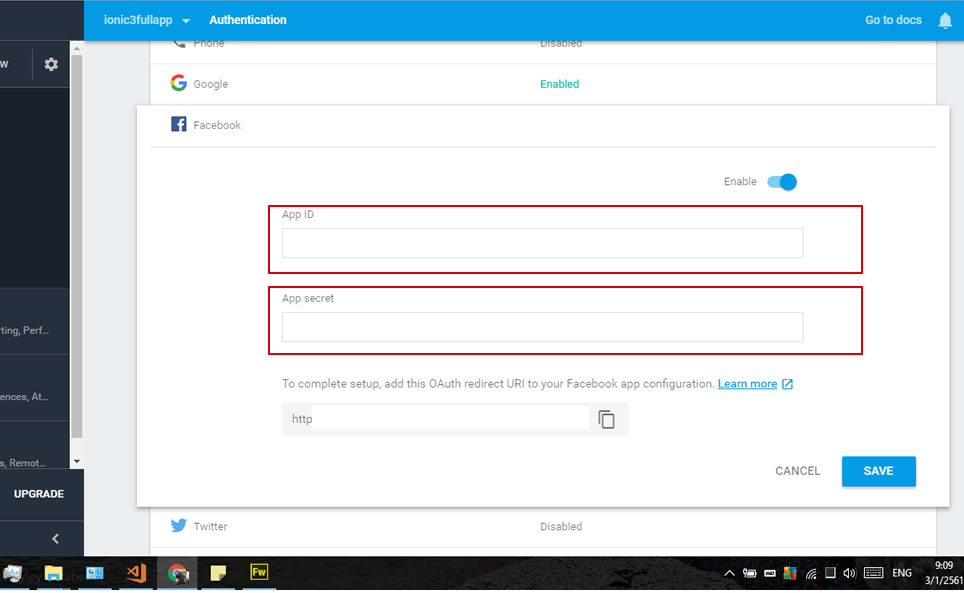 ionic3fullapp Authentication Go to docs
Phone Disabled
W
Google Enabled
Facebook
Enable
App ID
App secret
ting, Perf...
To complete setup, add this OAuth redirect URI to your Facebook app configuration. Learn more
ences, At...
http
s, Remot...
CANCEL SAVE
UPGRADE
Twitter Disabled
Fw
ENG
9:09
3/1/2561